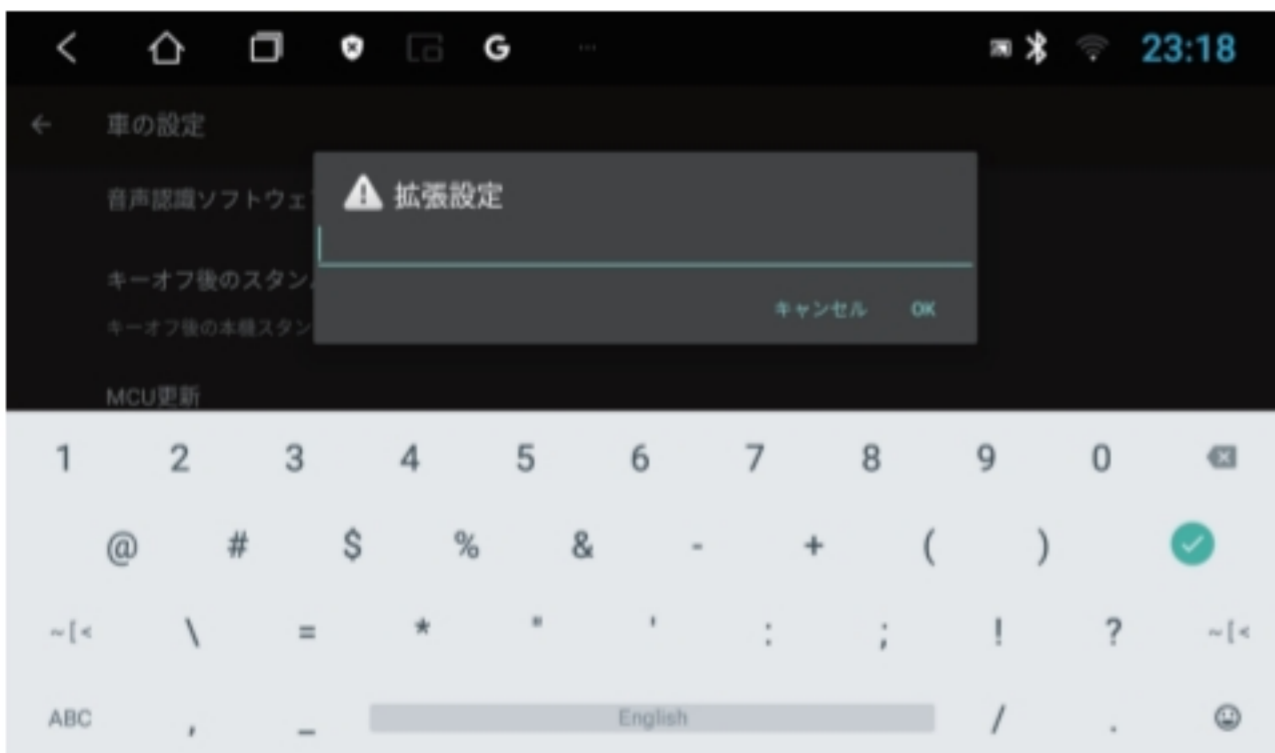 G ... 23:18
車の設定
音声認識ソフトウェ
拡張設定
キーオフ後のスタン
キャンセル OK
キーオフ後の本機スタン
MCU更新
1 2 3 4 5 6 7 8 9 0
@ # $ % & - + ( )
~[< \ = * " ' : ; ! ? ~[<
ABC , _ English / .